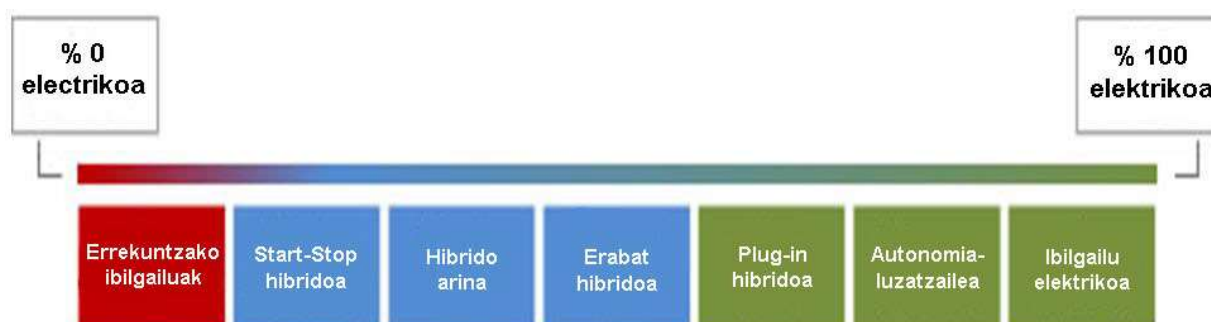 % 0
electrikoa
% 100
elektrikoa
Errekuntzako
ibilgailuak
Start-Stop
hibridoa
Hibrido
arina
Erabat
hibridoa
Plug-in
hibridoa
Autonomia-
luzatzailea
Ibilgailu
elektrikoa